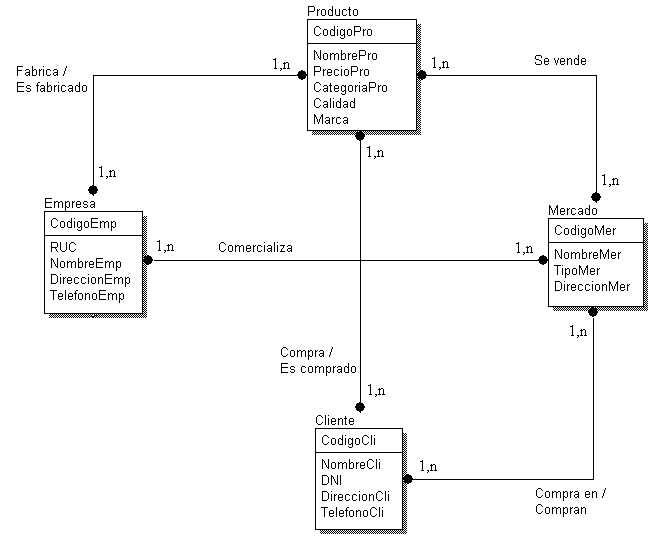 Producto
CodigoPro
NombrePro
PrecioPro
CategoriaPro
Calidad
Marca
1,n
1,n
Se vende
Fabrica /
Es fabricado
1,n
1,n
1,n
Empresa
CodigoEmp
RUC
NombreEmp
DireccionEmp
TelefonoEmp
1,n
Comercializa
1,n
Mercado
CodigoMer
NombreMer
TipoMer
DireccionMer
1,n
Compra /
Es comprado
1,n
Cliente
CodigoCli
NombreCli
DNI
DireccionCli
TelefonoCli
1,n
Compra en /
Compran